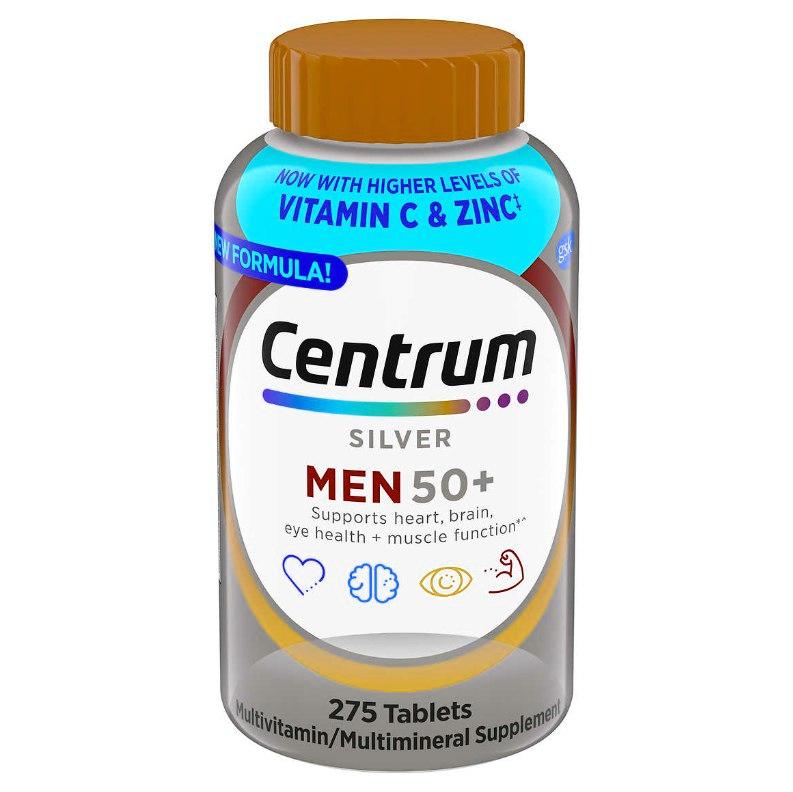 NOW WITH HIGHER LEVELS OF
VITAMIN C & ZINC‡
FORMULA!
gsk
Centrum
SILVER
MEN 50+
Supports heart, brain,
eye health + muscle function*^
275 Tablets
Multivitamin/Multimineral Supplement